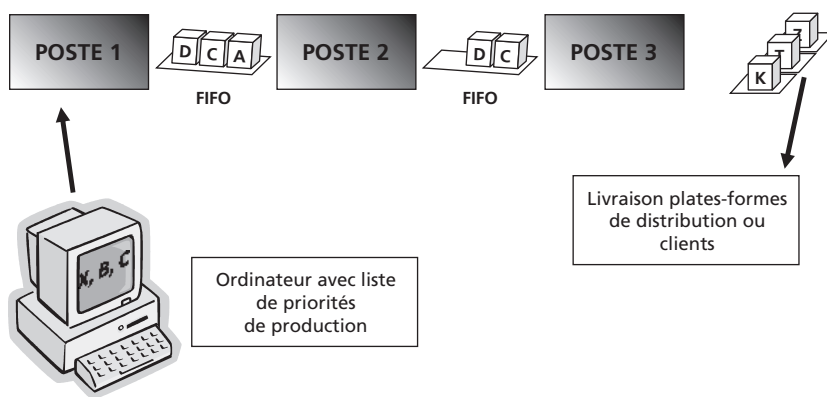 POSTE 1
D C A
FIFO
POSTE 2
D C
FIFO
POSTE 3
K
X, B, C
Ordinateur avec liste
de priorités
de production
Livraison plates-formes
de distribution ou
clients